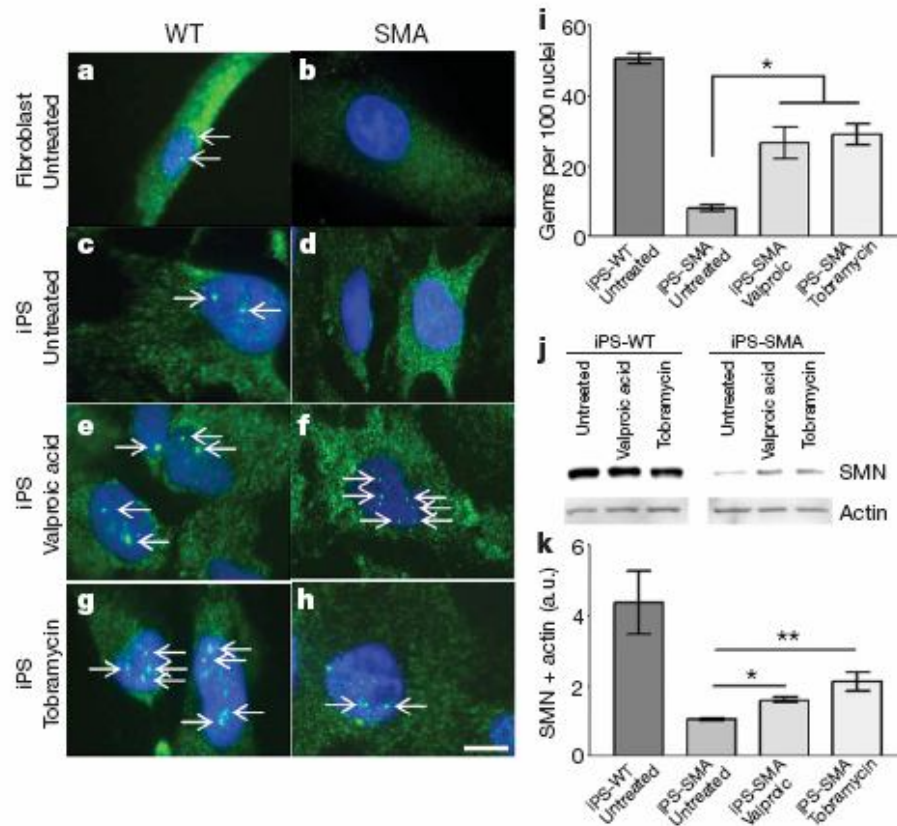 WT
SMA
Fibroblast
Untreated
a
b
iPS
Untreated
c
d
iPS
Valproic acid
e
f
iPS
Tobramycin
g
h
i
Gems per 100 nuclei
60
40
20
0
*
iPS-WT
Untreated
iPS-SMA
Untreated
iPS-SMA
Valproic
iPS-SMA
Tobramycin
j
iPS-WT
iPS-SMA
Untreated
Valproic acid
Tobramycin
Untreated
Valproic acid
Tobramycin
SMN
Actin
k
SMN + actin (a.u.)
6
4
2
0
**
*
iPS-WT
Untreated
iPS-SMA
Untreated
iPS-SMA
Valproic
iPS-SMA
Tobramycin